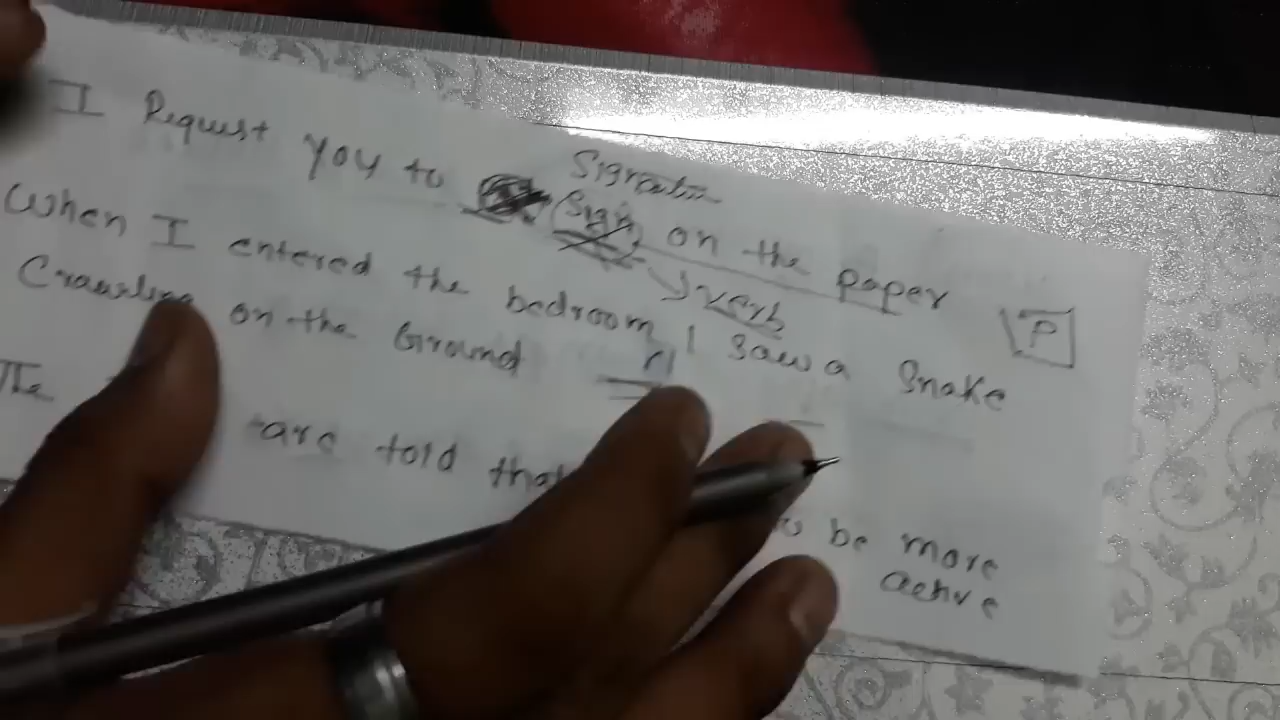 I Request you to Sign on the paper
Signature
verb
P
When I entered the bedroom, I saw a Snake
Crawling on the Ground
The are told that to be more
active